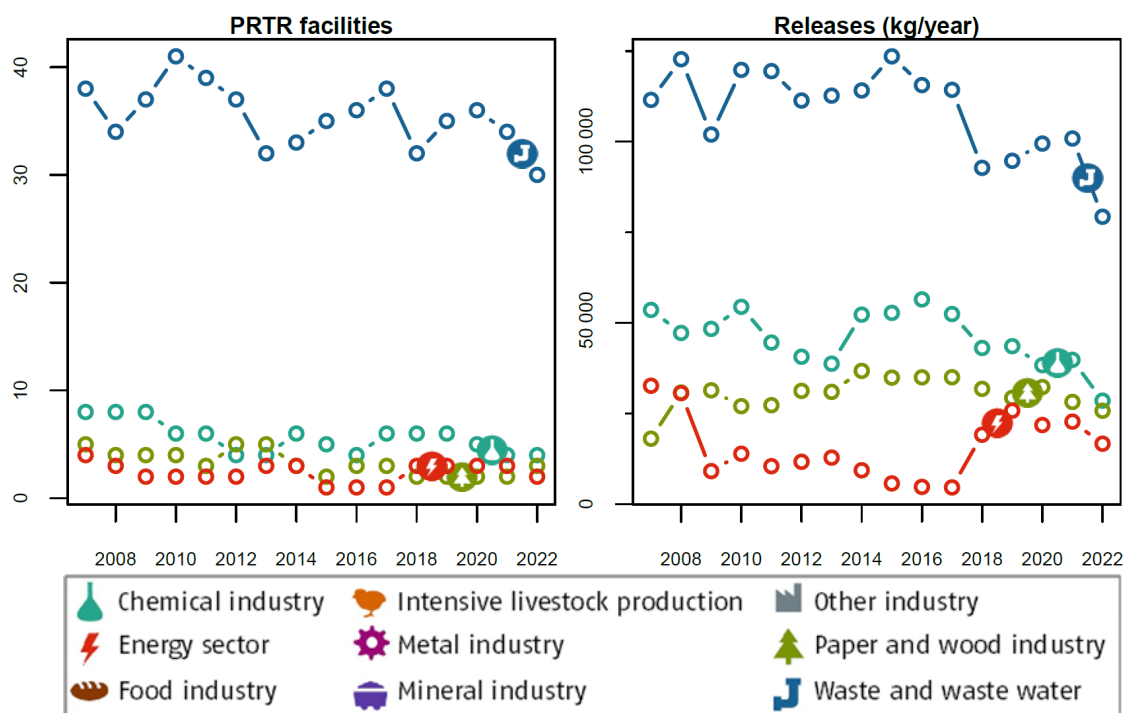 PRTR facilities
Releases (kg/year)
40
30
20
10
0
100 000
50 000
0
2008 2010 2012 2014 2016 2018 2020 2022
2008 2010 2012 2014 2016 2018 2020 2022
Chemical industry
Intensive livestock production
Other industry
Energy sector
Metal industry
Paper and wood industry
Food industry
Mineral industry
Waste and waste water